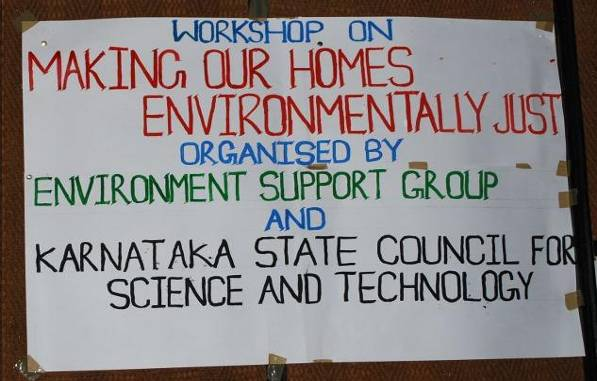 WORKSHOP ON
MAKING OUR HOMES
ENVIRONMENTALLY JUST
ORGANISED BY
ENVIRONMENT SUPPORT GROUP
AND
KARNATAKA STATE COUNCIL FOR
SCIENCE AND TECHNOLOGY